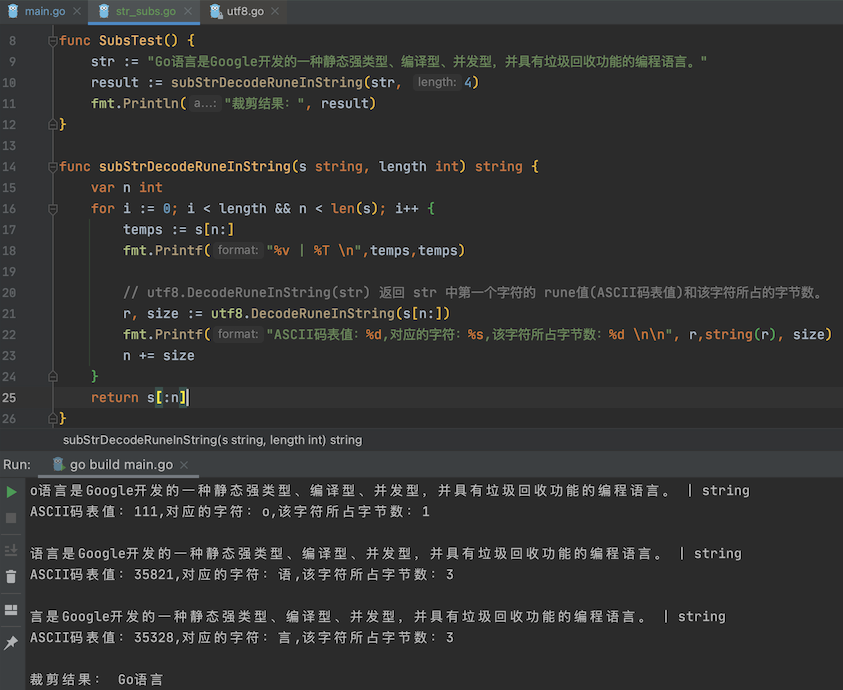 main.go
str_subs.go
utf8.go
8 func SubsTest() {
9 str := "Go语言是Google开发的一种静态强类型、编译型、并发型，并具有垃圾回收功能的编程语言。"
10 result := subStrDecodeRuneInString(str, length: 4)
11 fmt.Println( a...: "裁剪结果：", result)
12 }
13
14 func subStrDecodeRuneInString(s string, length int) string {
15 var n int
16 for i := 0; i < length && n < len(s); i++ {
17 temps := s[n:]
18 fmt.Printf( format: "%v | %T \n",temps,temps)
19
20 // utf8.DecodeRuneInString(str) 返回 str 中第一个字符的 rune值(ASCII码表值)和该字符所占的字节数。
21 r, size := utf8.DecodeRuneInString(s[n:])
22 fmt.Printf( format: "ASCII码表值：%d,对应的字符：%s,该字符所占字节数：%d \n\n", r,string(r), size)
23 n += size
24 }
25 return s[:n]
26 }
subStrDecodeRuneInString(s string, length int) string
Run: go build main.go
o语言是Google开发的一种静态强类型、编译型、并发型，并具有垃圾回收功能的编程语言。 | string
ASCII码表值：111,对应的字符：o,该字符所占字节数：1
语言是Google开发的一种静态强类型、编译型、并发型，并具有垃圾回收功能的编程语言。 | string
ASCII码表值：35821,对应的字符：语,该字符所占字节数：3
言是Google开发的一种静态强类型、编译型、并发型，并具有垃圾回收功能的编程语言。 | string
ASCII码表值：35328,对应的字符：言,该字符所占字节数：3
裁剪结果： Go语言